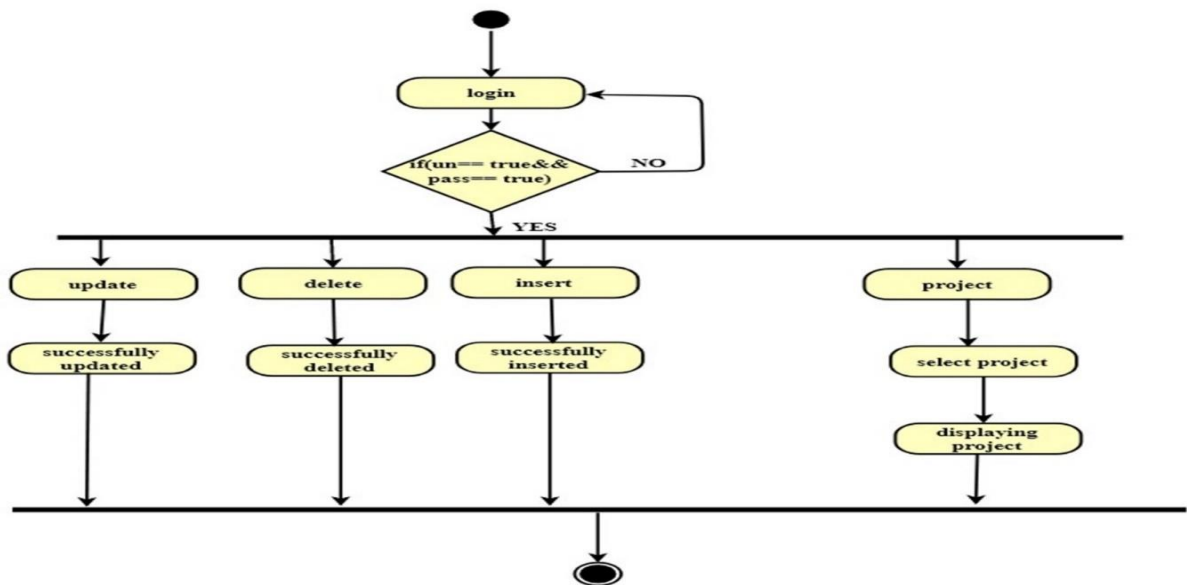 login
if(un== true&&
pass== true)
NO
YES
update
delete
insert
project
successfully
updated
successfully
deleted
successfully
inserted
select project
displaying
project